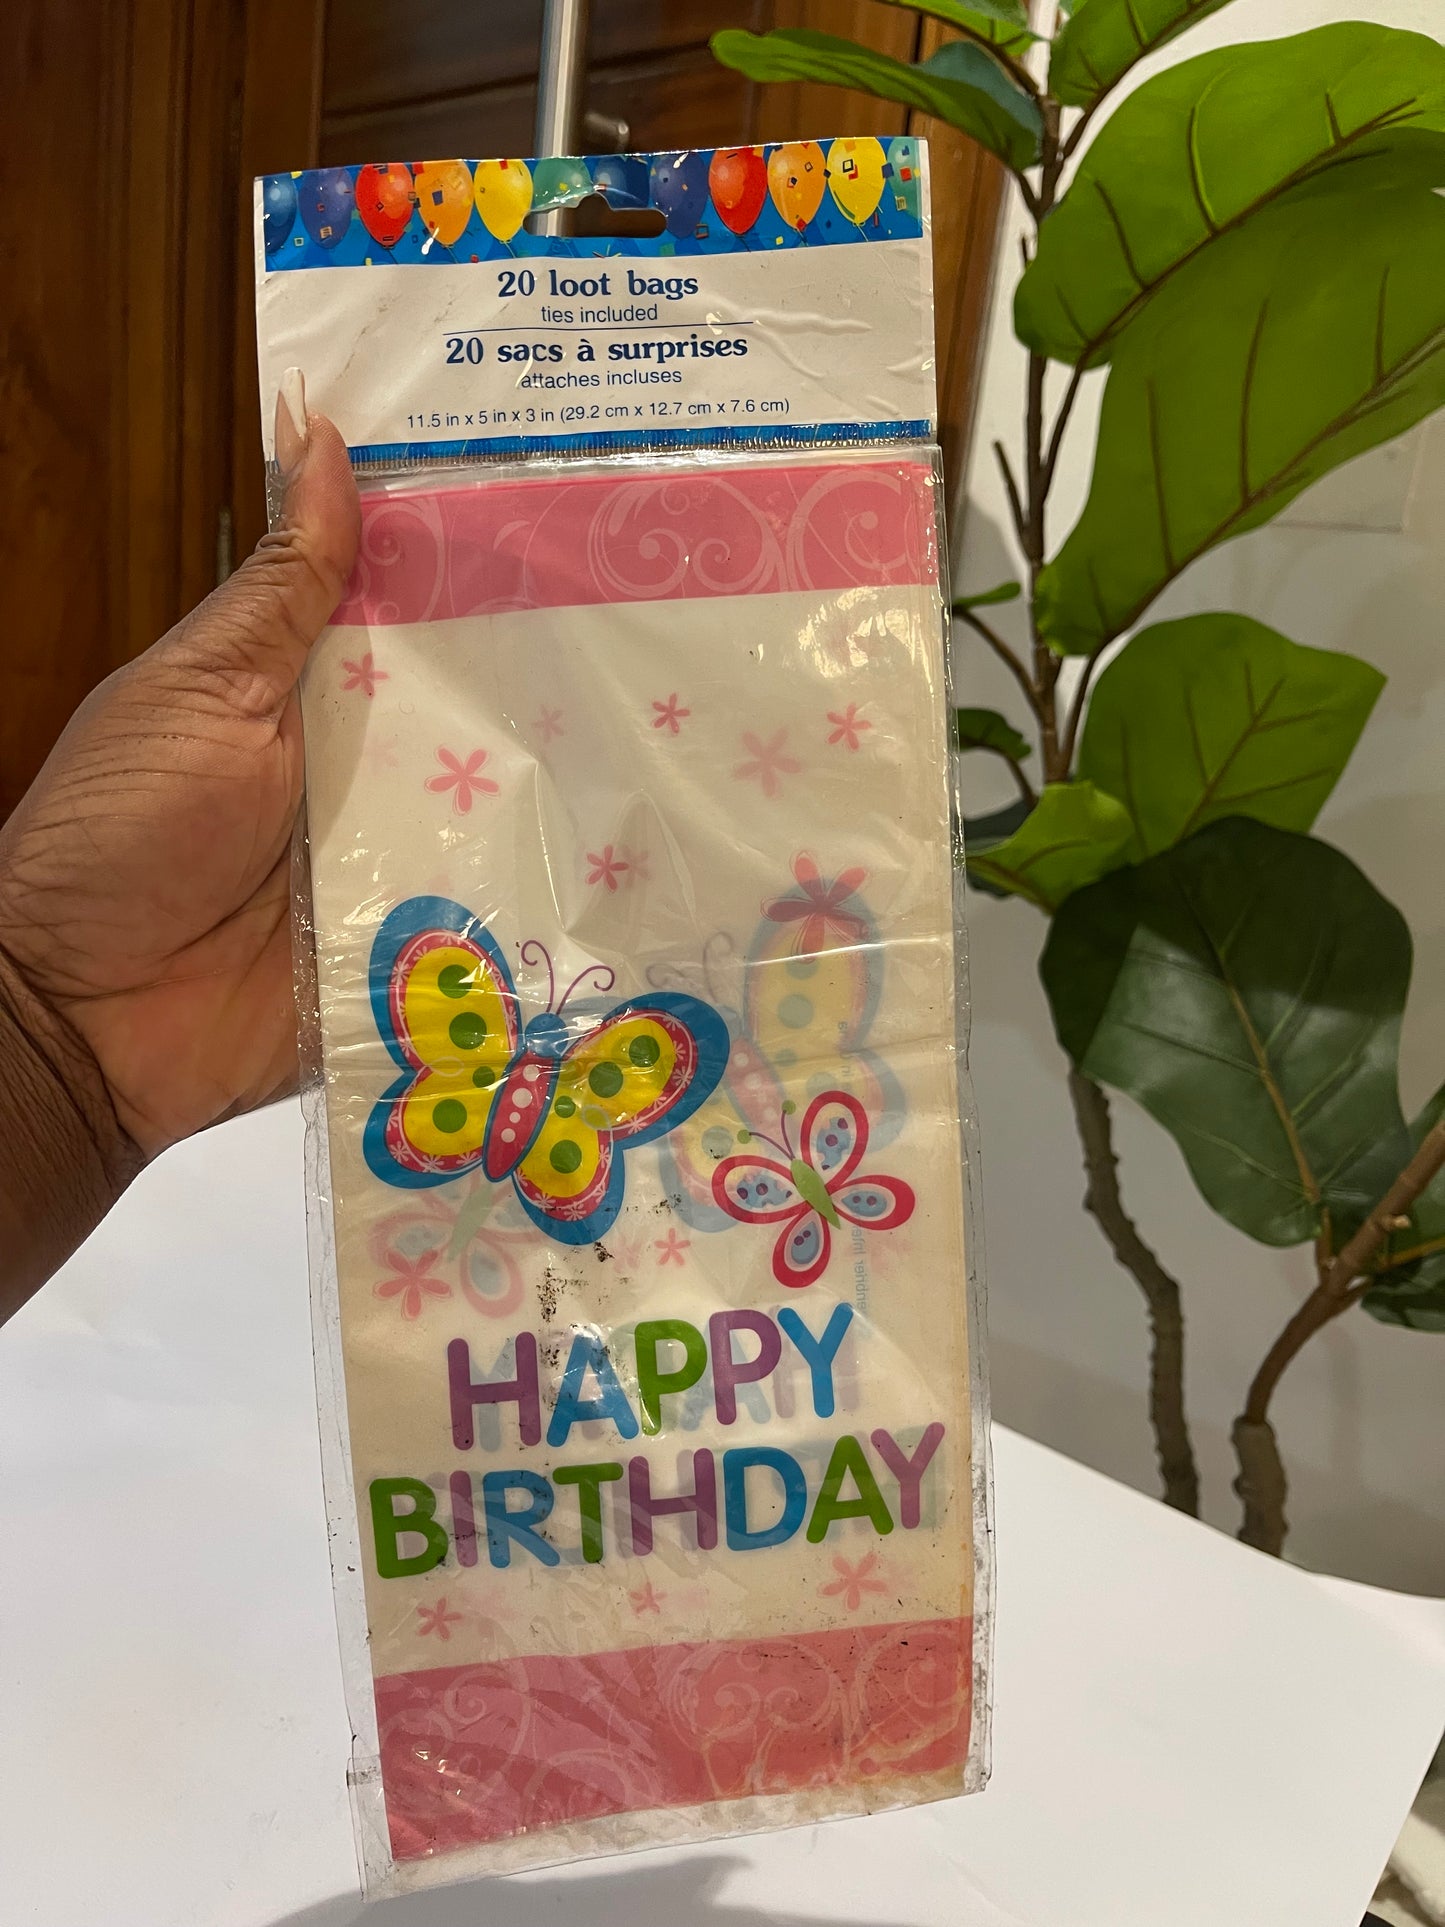 20 loot bags
ties included
20 sacs à surprises
attaches incluses
11.5 in x 5 in x 3 in (29.2 cm x 12.7 cm x 7.6 cm)
HAPPY
BIRTHDAY